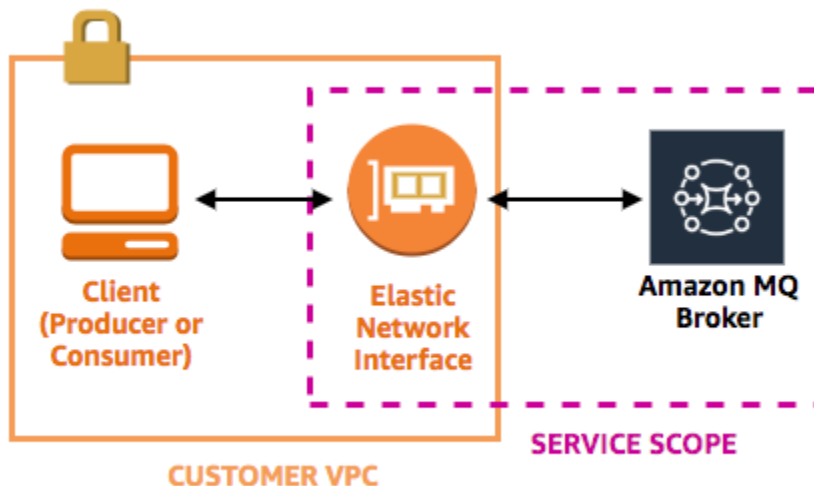 Client
(Producer or
Consumer)
Elastic
Network
Interface
Amazon MQ
Broker
SERVICE SCOPE
CUSTOMER VPC